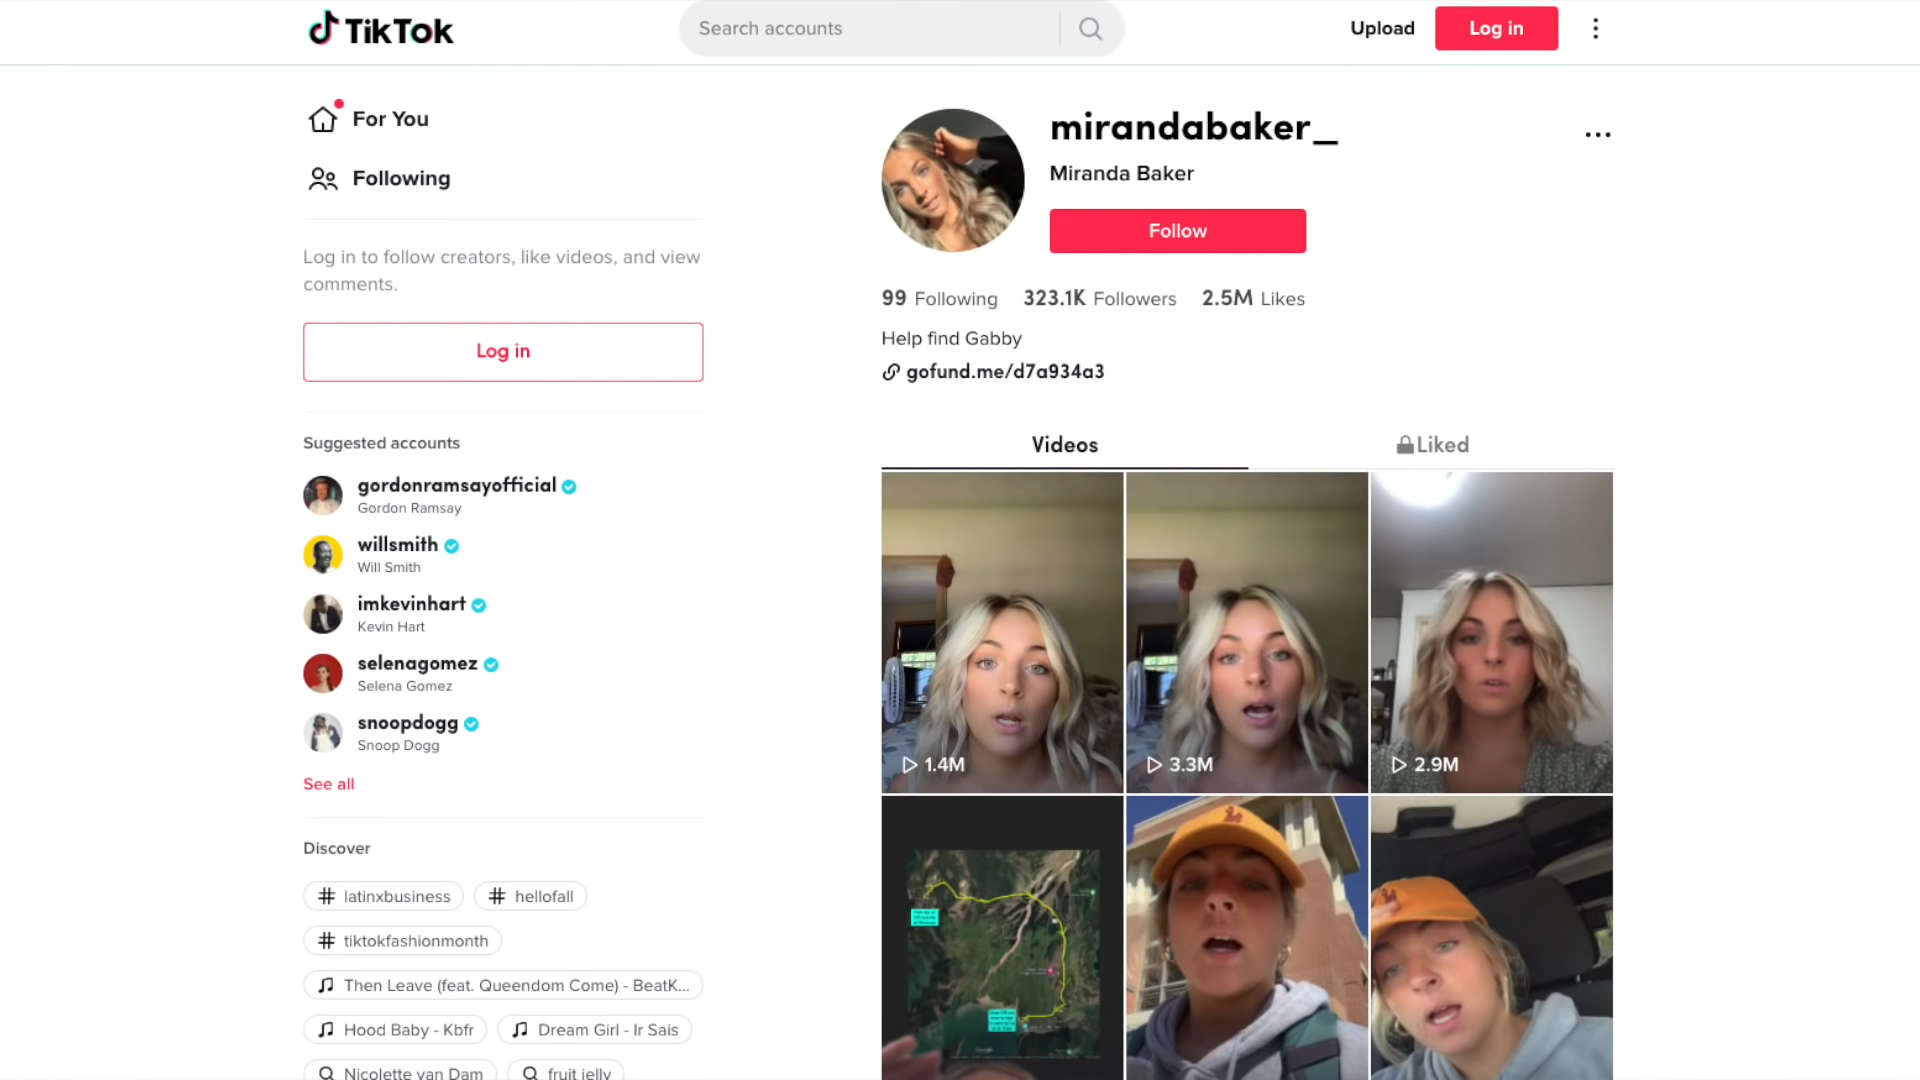 TikTok
Search accounts
Upload
Log in
For You
Following
Log in to follow creators, like videos, and view
comments.
Log in
Suggested accounts
gordonramsayofficial
Gordon Ramsay
willsmith
Will Smith
imkevinhart
Kevin Hart
selenagomez
Selena Gomez
snoopdogg
Snoop Dogg
See all
Discover
# latinxbusiness
# hellofall
# tiktokfashionmonth
Then Leave (feat. Queendom Come) - BeatK...
Hood Baby - Kbfr
Dream Girl - Ir Sais
Nicolette van Dam
fruit jelly
mirandabaker_
Miranda Baker
Follow
99 Following 323.1K Followers 2.5M Likes
Help find Gabby
gofund.me/d7a934a3
Videos
Liked
1.4M
3.3M
2.9M